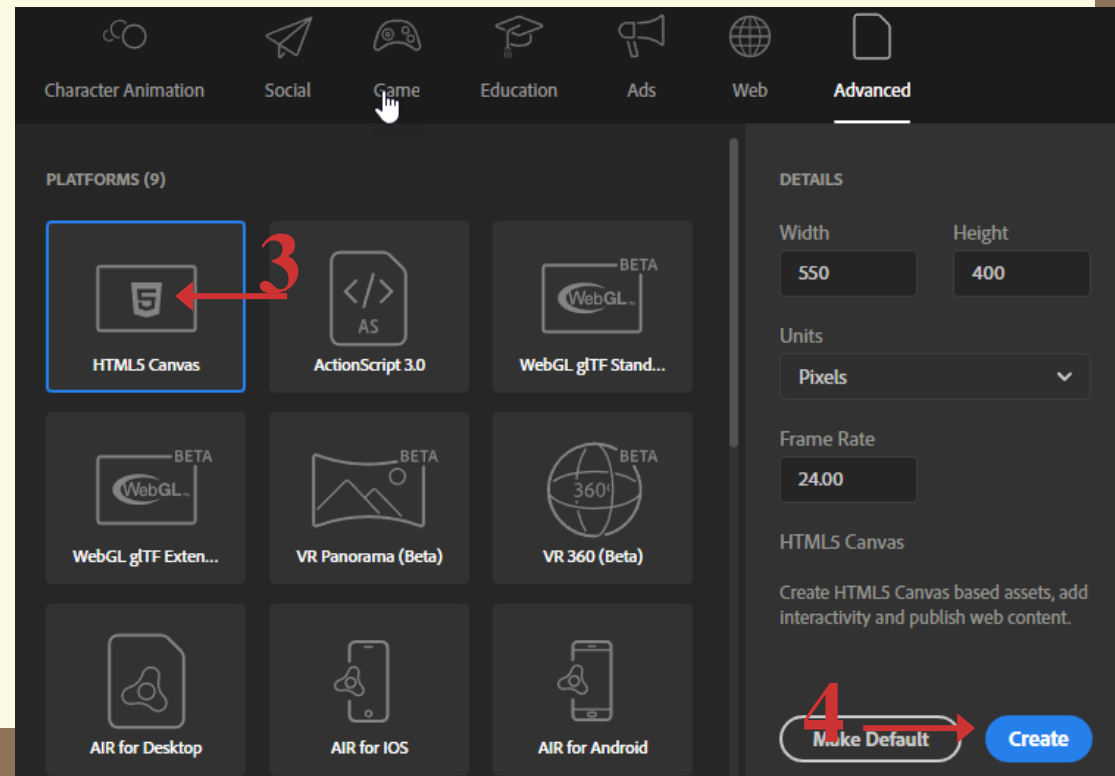 Character Animation Social Game Education Ads Web Advanced
PLATFORMS (9)
3
HTML5 Canvas
AS
ActionScript 3.0
BETA
WebGL
WebGL glTF Stand...
BETA
WebGL
WebGL glTF Exten...
BETA
VR Panorama (Beta)
BETA
360°
VR 360 (Beta)
AIR for Desktop
AIR for IOS
AIR for Android
DETAILS
Width Height
550 400
Units
Pixels
Frame Rate
24.00
HTML5 Canvas
Create HTML5 Canvas based assets, add
interactivity and publish web content.
4
Make Default Create